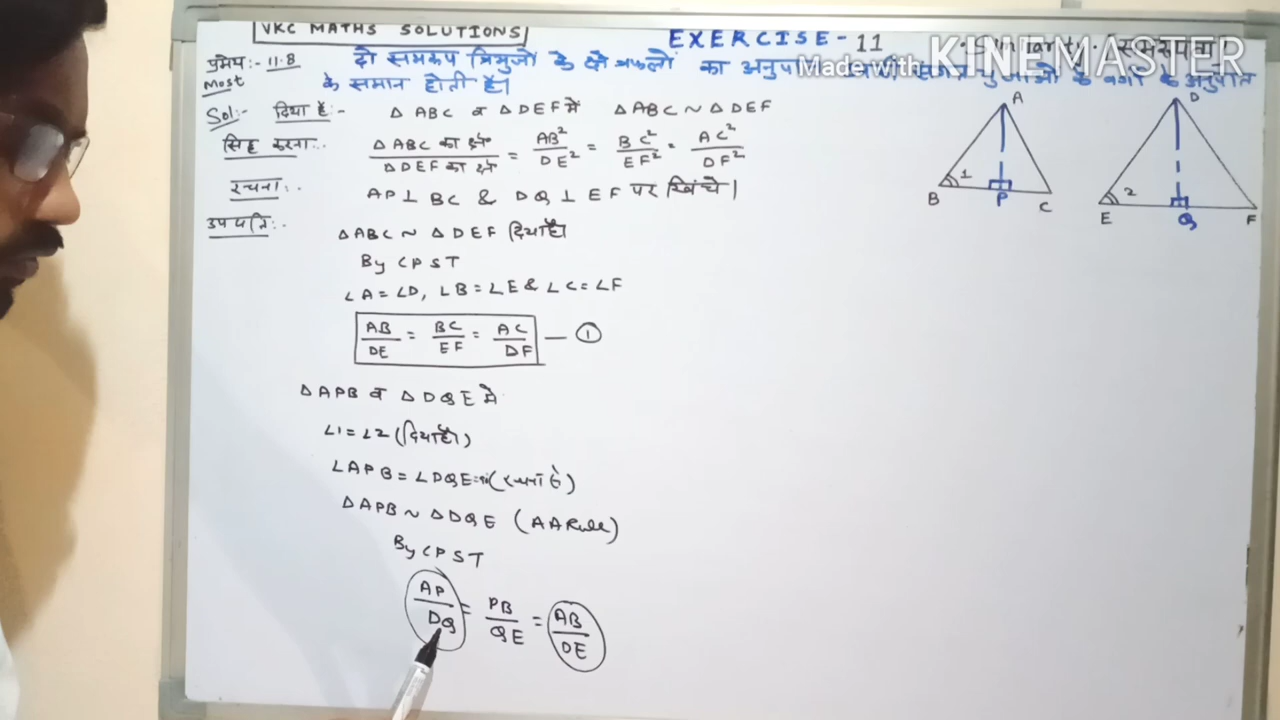 VKC MATHS SOLUTIONS
EXERCISE-11
Made with KINEMASTER
प्रमेय:-11.8
दो समरूप त्रिभुजों के क्षेत्रफलों का
Most
के समान होती है।
Sol:- दिया है:- Δ ABC व Δ DEF में Δ ABC ~ Δ DEF
सिद्ध करना:- Δ ABC का क्षे० / Δ DEF का क्षे० = AB² / DE² = BC² / EF² = AC² / DF²
रचना:- AP ⊥ BC & DQ ⊥ EF पर खिंचे।
उपपत्ति:- Δ ABC ~ Δ DEF दिया है।
By CPST
∠A = ∠D, ∠B = ∠E & ∠C = ∠F
AB / DE = BC / EF = AC / DF — ①
Δ APB व Δ DQE में
∠1 = ∠2 (दिया है।)
∠APB = ∠DQE
Δ APB ~ Δ DQE (AA Rule)
By CPST
AP / DQ = PB / QE = AB / DE
A
B
1
P
C
D
E
2
Q
F